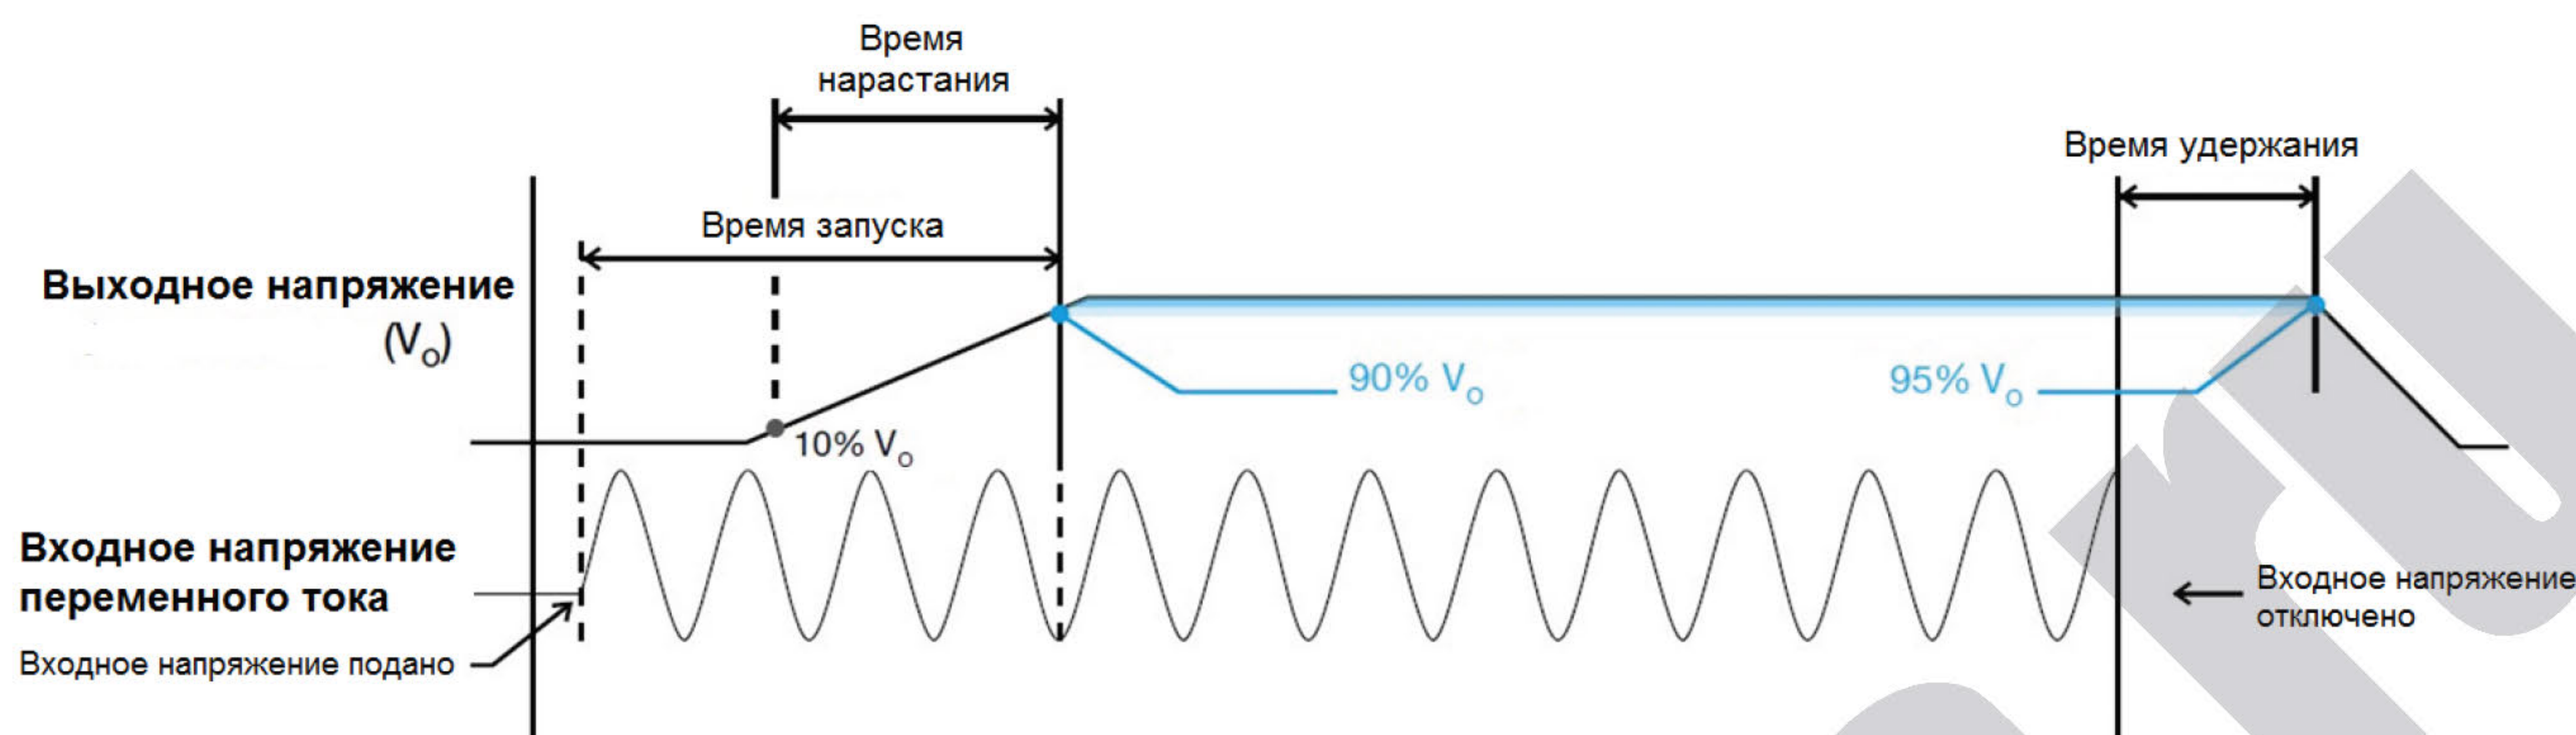 Время
нарастания
Время удержания
Время запуска
Выходное напряжение
(Vo)
90% Vo
95% Vo
10% Vo
Входное напряжение
переменного тока
Входное напряжение
отключено
Входное напряжение подано